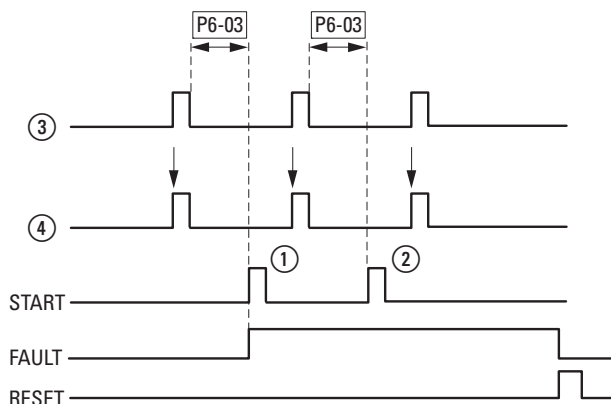 P6-03 P6-03
③
④
① ②
START
FAULT
RESET